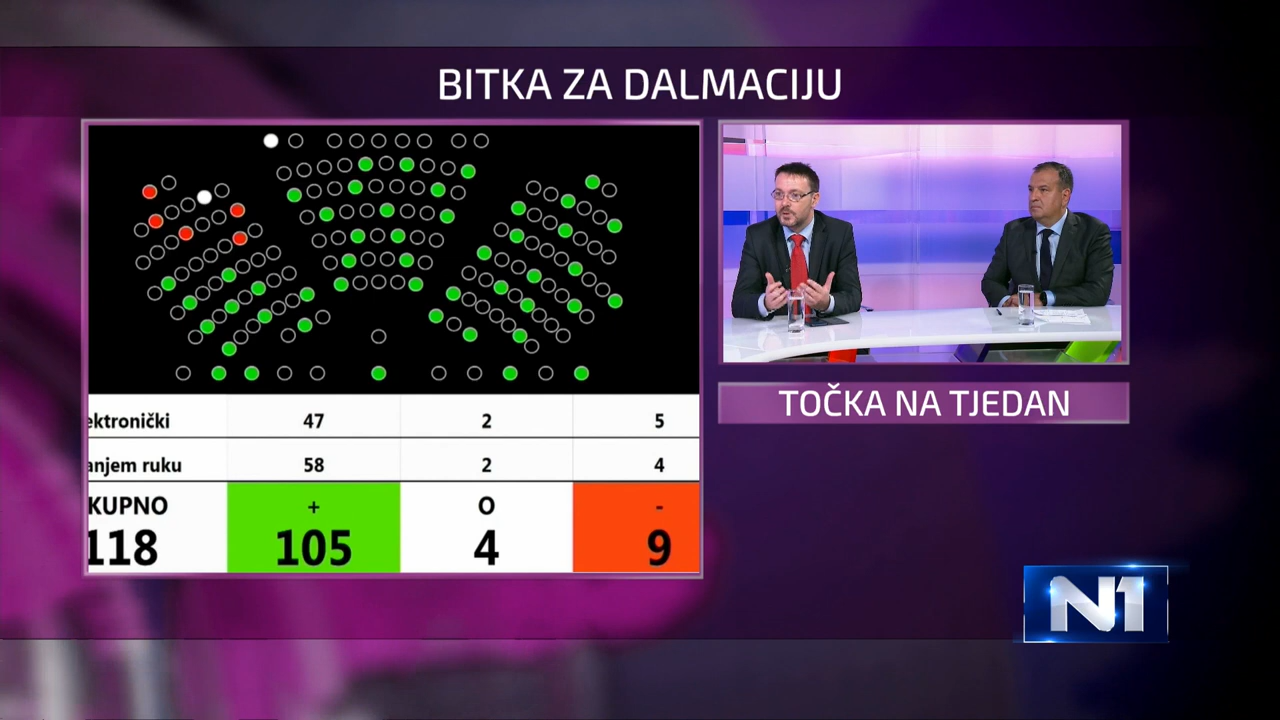 BITKA ZA DALMACIJU
ektronički 47 2 5
anjem ruku 58 2 4
KUPNO + O -
118 105 4 9
TOČKA NA TJEDAN
N1